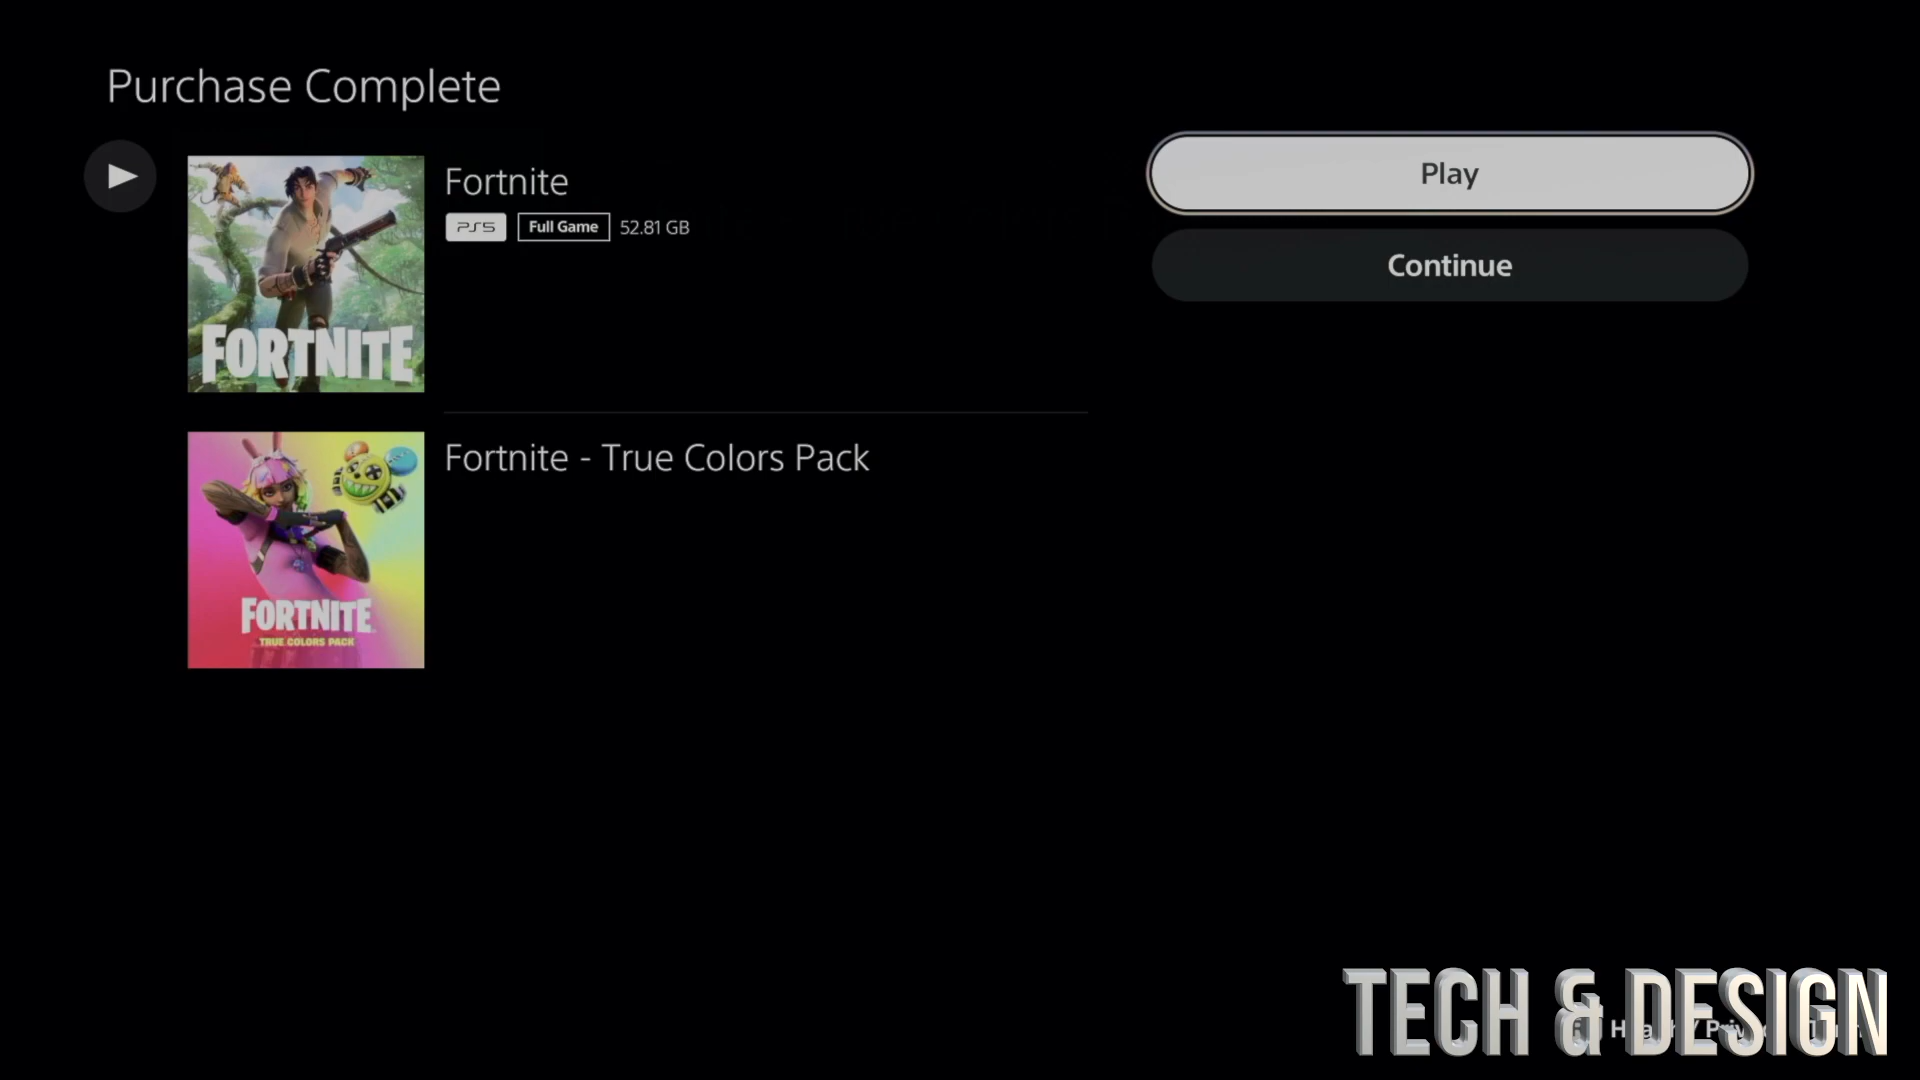 Purchase Complete
Fortnite
PS5 Full Game 52.81 GB
FORTNITE
Play
Continue
Fortnite - True Colors Pack
FORTNITE
TRUE COLORS PACK
TECH & DESIGN